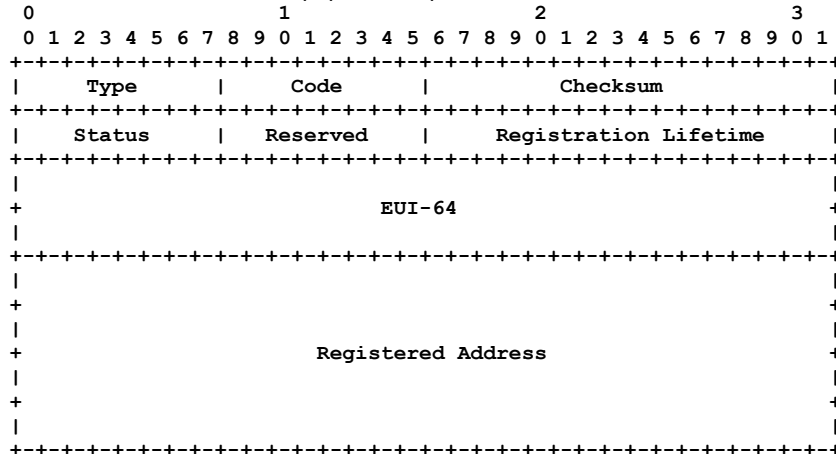 0                   1                   2                   3
 0 1 2 3 4 5 6 7 8 9 0 1 2 3 4 5 6 7 8 9 0 1 2 3 4 5 6 7 8 9 0 1
+-+-+-+-+-+-+-+-+-+-+-+-+-+-+-+-+-+-+-+-+-+-+-+-+-+-+-+-+-+-+-+-+
|     Type      |     Code      |          Checksum             |
+-+-+-+-+-+-+-+-+-+-+-+-+-+-+-+-+-+-+-+-+-+-+-+-+-+-+-+-+-+-+-+-+
|    Status     |   Reserved    |     Registration Lifetime     |
+-+-+-+-+-+-+-+-+-+-+-+-+-+-+-+-+-+-+-+-+-+-+-+-+-+-+-+-+-+-+-+-+
|                                                               |
+                            EUI-64                             +
|                                                               |
+-+-+-+-+-+-+-+-+-+-+-+-+-+-+-+-+-+-+-+-+-+-+-+-+-+-+-+-+-+-+-+-+
|                                                               |
+                                                               +
|                                                               |
+                       Registered Address                      +
|                                                               |
+                                                               +
|                                                               |
+-+-+-+-+-+-+-+-+-+-+-+-+-+-+-+-+-+-+-+-+-+-+-+-+-+-+-+-+-+-+-+-+